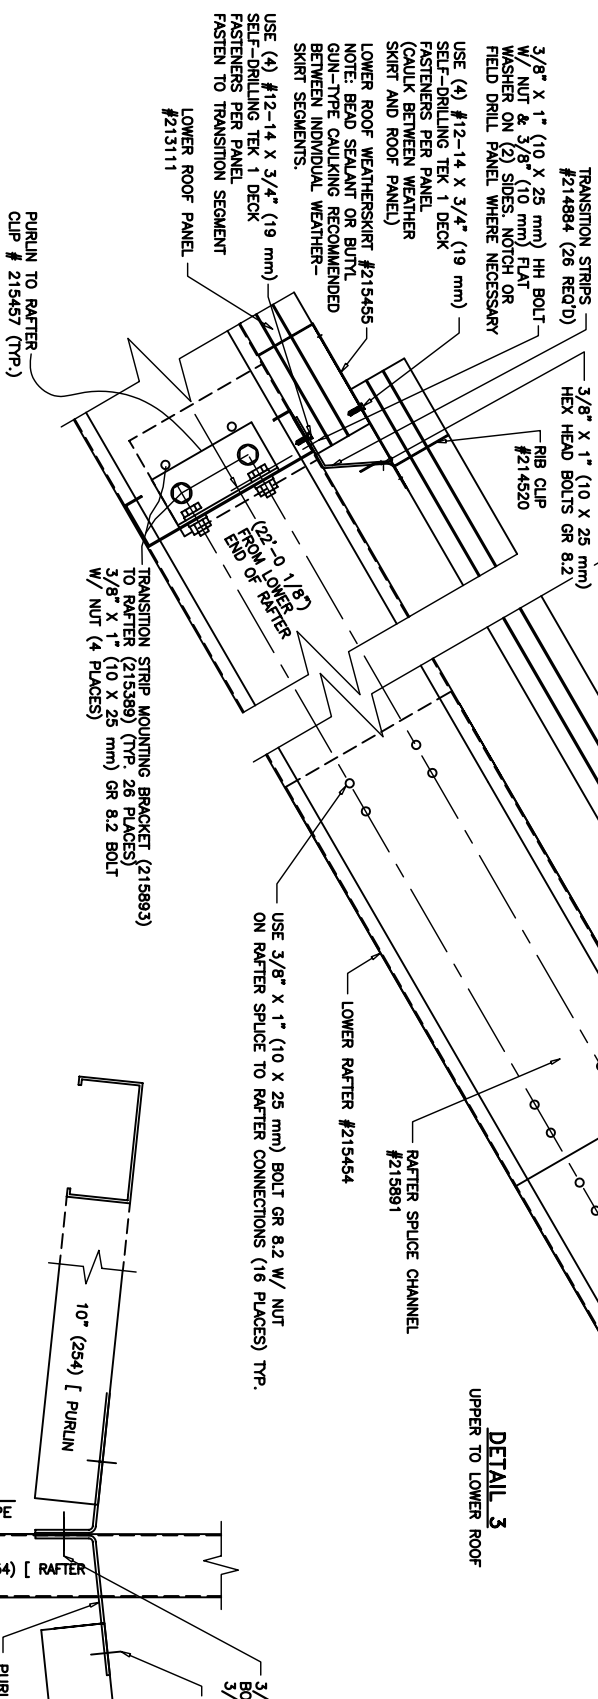 TRANSITION STRIPS
#214884 (26 REQ'D)
3/8" X 1" (10 X 25 mm) HH BOLT
W/ NUT & 3/8" (10 mm) FLAT
WASHER ON (2) SIDES. NOTCH OR
FIELD DRILL PANEL WHERE NECESSARY
USE (4) #12-14 X 3/4" (19 mm)
SELF-DRILLING TEK 1 DECK
FASTENERS PER PANEL
(CAULK BETWEEN WEATHER
SKIRT AND ROOF PANEL)
LOWER ROOF WEATHERSKIRT #215455
NOTE: BEAD SEALANT OR BUTYL
GUN-TYPE CAULKING RECOMMENDED
BETWEEN INDIVIDUAL WEATHER-
SKIRT SEGMENTS.
USE (4) #12-14 X 3/4" (19 mm)
SELF-DRILLING TEK 1 DECK
FASTENERS PER PANEL
FASTEN TO TRANSITION SEGMENT
LOWER ROOF PANEL
#213111
PURLIN TO RAFTER
CLIP # 215457 (TYP.)
3/8" X 1" (10 X 25 mm)
HEX HEAD BOLTS GR 8.2
RIB CLIP
#214520
(22'-0 1/8")
FROM LOWER
END OF RAFTER
TRANSITION STRIP MOUNTING BRACKET (215893)
TO RAFTER (215389) (TYP. 26 PLACES)
3/8" X 1" (10 X 25 mm) GR 8.2 BOLT
W/ NUT (4 PLACES)
RAFTER SPLICE CHANNEL
#215891
LOWER RAFTER #215454
USE 3/8" X 1" (10 X 25 mm) BOLT GR 8.2 W/ NUT
ON RAFTER SPLICE TO RAFTER CONNECTIONS (16 PLACES) TYP.
DETAIL 3
UPPER TO LOWER ROOF
10" (254) [ PURLIN
[ RAFTER